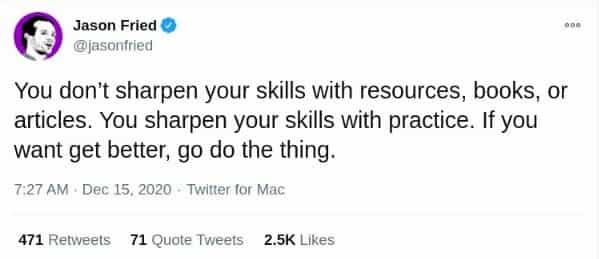 Jason Fried
@jasonfried
You don’t sharpen your skills with resources, books, or
articles. You sharpen your skills with practice. If you
want get better, go do the thing.
7:27 AM · Dec 15, 2020 · Twitter for Mac
471 Retweets 71 Quote Tweets 2.5K Likes